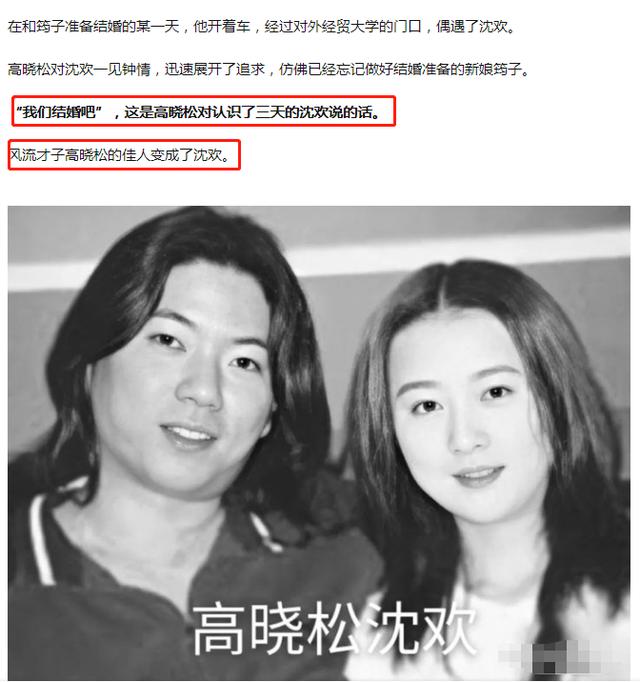 在和筠子准备结婚的某一天，他开着车，经过对外经贸大学的门口，偶遇了沈欢。
高晓松对沈欢一见钟情，迅速展开了追求，仿佛已经忘记做好结婚准备的新娘筠子。
“我们结婚吧”，这是高晓松对认识了三天的沈欢说的话。
风流才子高晓松的佳人变成了沈欢。
高晓松沈欢